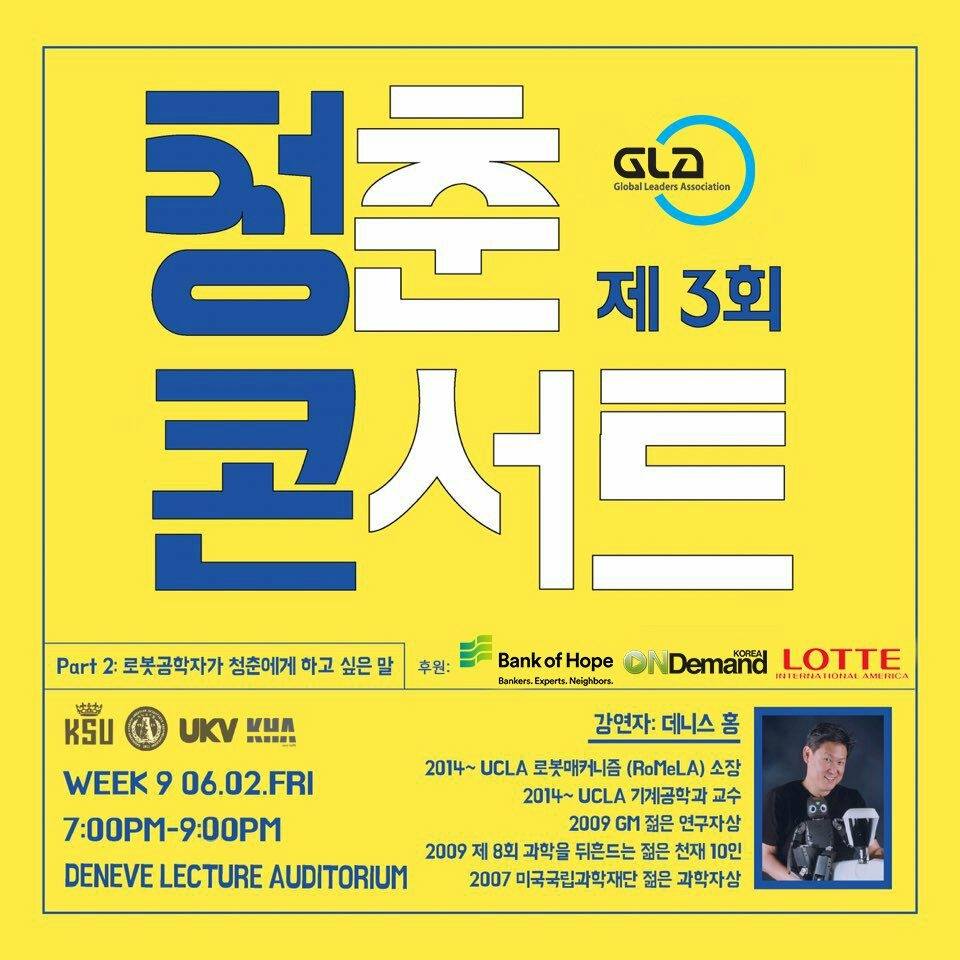 청춘
GLA
Global Leaders Association
제 3회
콘서트
Part 2: 로봇공학자가 청춘에게 하고 싶은 말
후원:
Bank of Hope
Bankers. Experts. Neighbors.
ONDemand
KOREA
LOTTE
INTERNATIONAL AMERICA
KSU
UKV
KHA
WEEK 9 06.02.FRI
7:00PM-9:00PM
DENEVE LECTURE AUDITORIUM
강연자: 데니스 홍
2014~ UCLA 로봇매커니즘 (RoMeLA) 소장
2014~ UCLA 기계공학과 교수
2009 GM 젊은 연구자상
2009 제 8회 과학을 뒤흔드는 젊은 천재 10인
2007 미국국립과학재단 젊은 과학자상